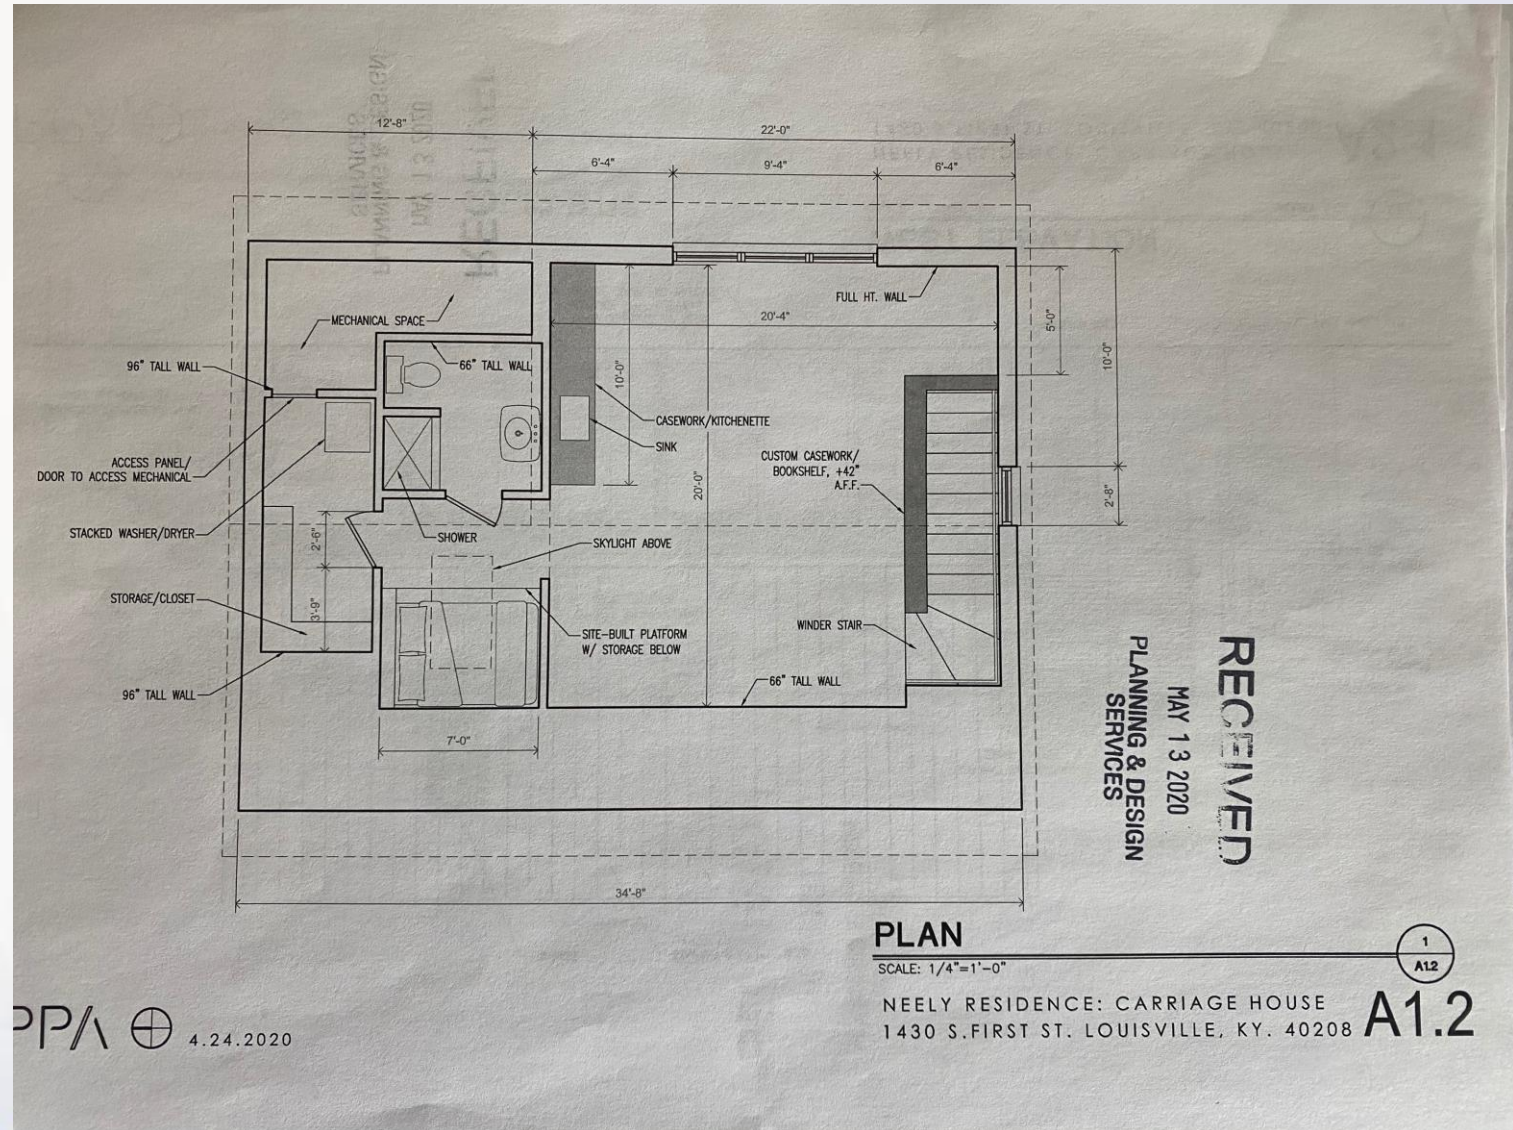 12'-8"
22'-0"
6'-4"
9'-4"
6'-4"
FULL HT. WALL
MECHANICAL SPACE
20'-4"
5'-0"
10'-0"
96" TALL WALL
66" TALL WALL
10'-0"
CASEWORK/KITCHENETTE
SINK
ACCESS PANEL/
DOOR TO ACCESS MECHANICAL
CUSTOM CASEWORK/
BOOKSHELF, +42"
A.F.F.
20'-0"
2'-8"
STACKED WASHER/DRYER
2'-6"
SHOWER
SKYLIGHT ABOVE
STORAGE/CLOSET
3'-9"
SITE-BUILT PLATFORM
W/ STORAGE BELOW
WINDER STAIR
96" TALL WALL
66" TALL WALL
7'-0"
34'-8"
RECEIVED
MAY 13 2020
PLANNING & DESIGN
SERVICES
PLAN
SCALE: 1/4"=1'-0"
1
A1.2
NEELY RESIDENCE: CARRIAGE HOUSE
1430 S.FIRST ST. LOUISVILLE, KY. 40208
A1.2
PPA
4.24.2020